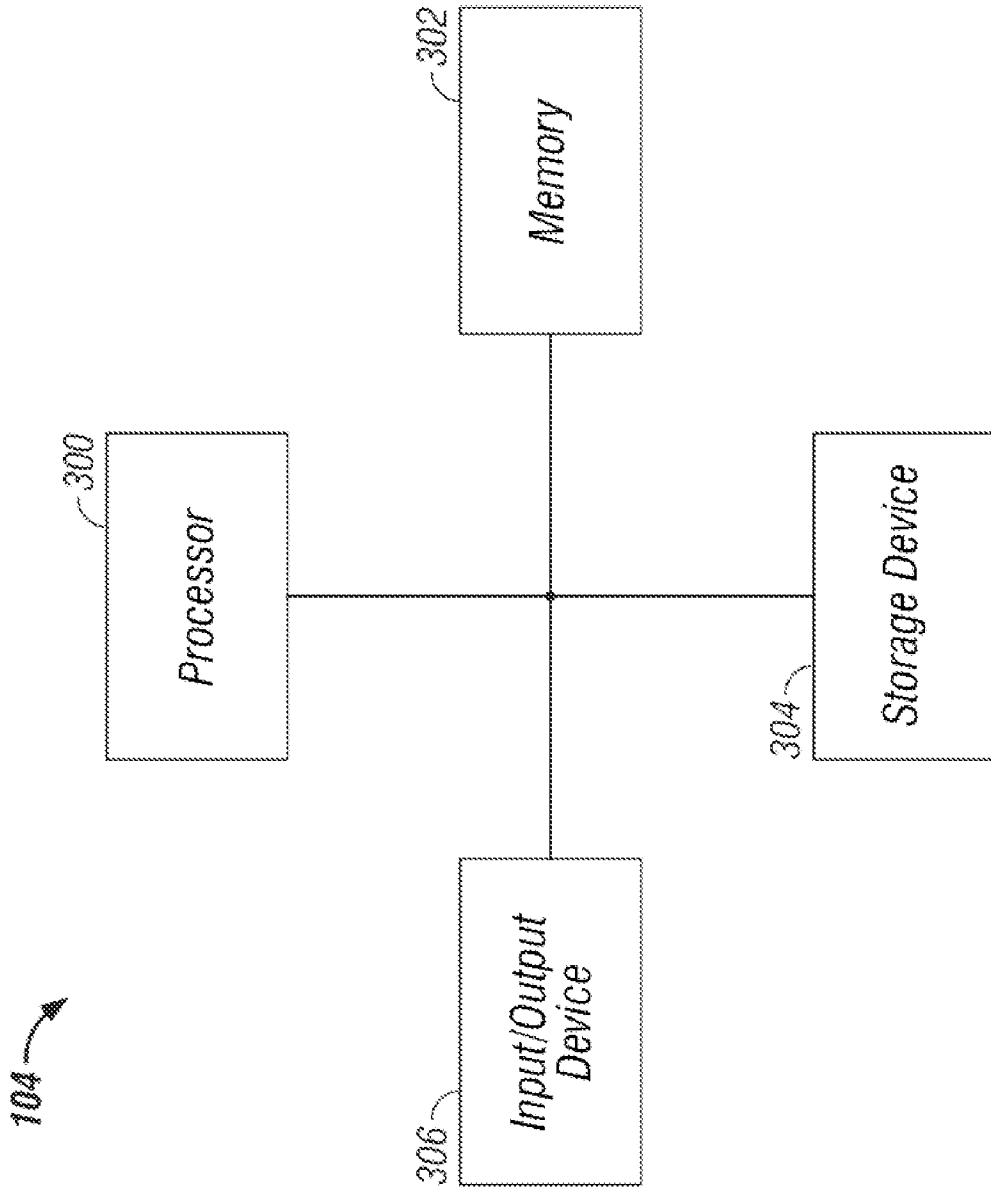 104
300
Processor
302
Memory
304
Storage Device
306
Input/Output
Device